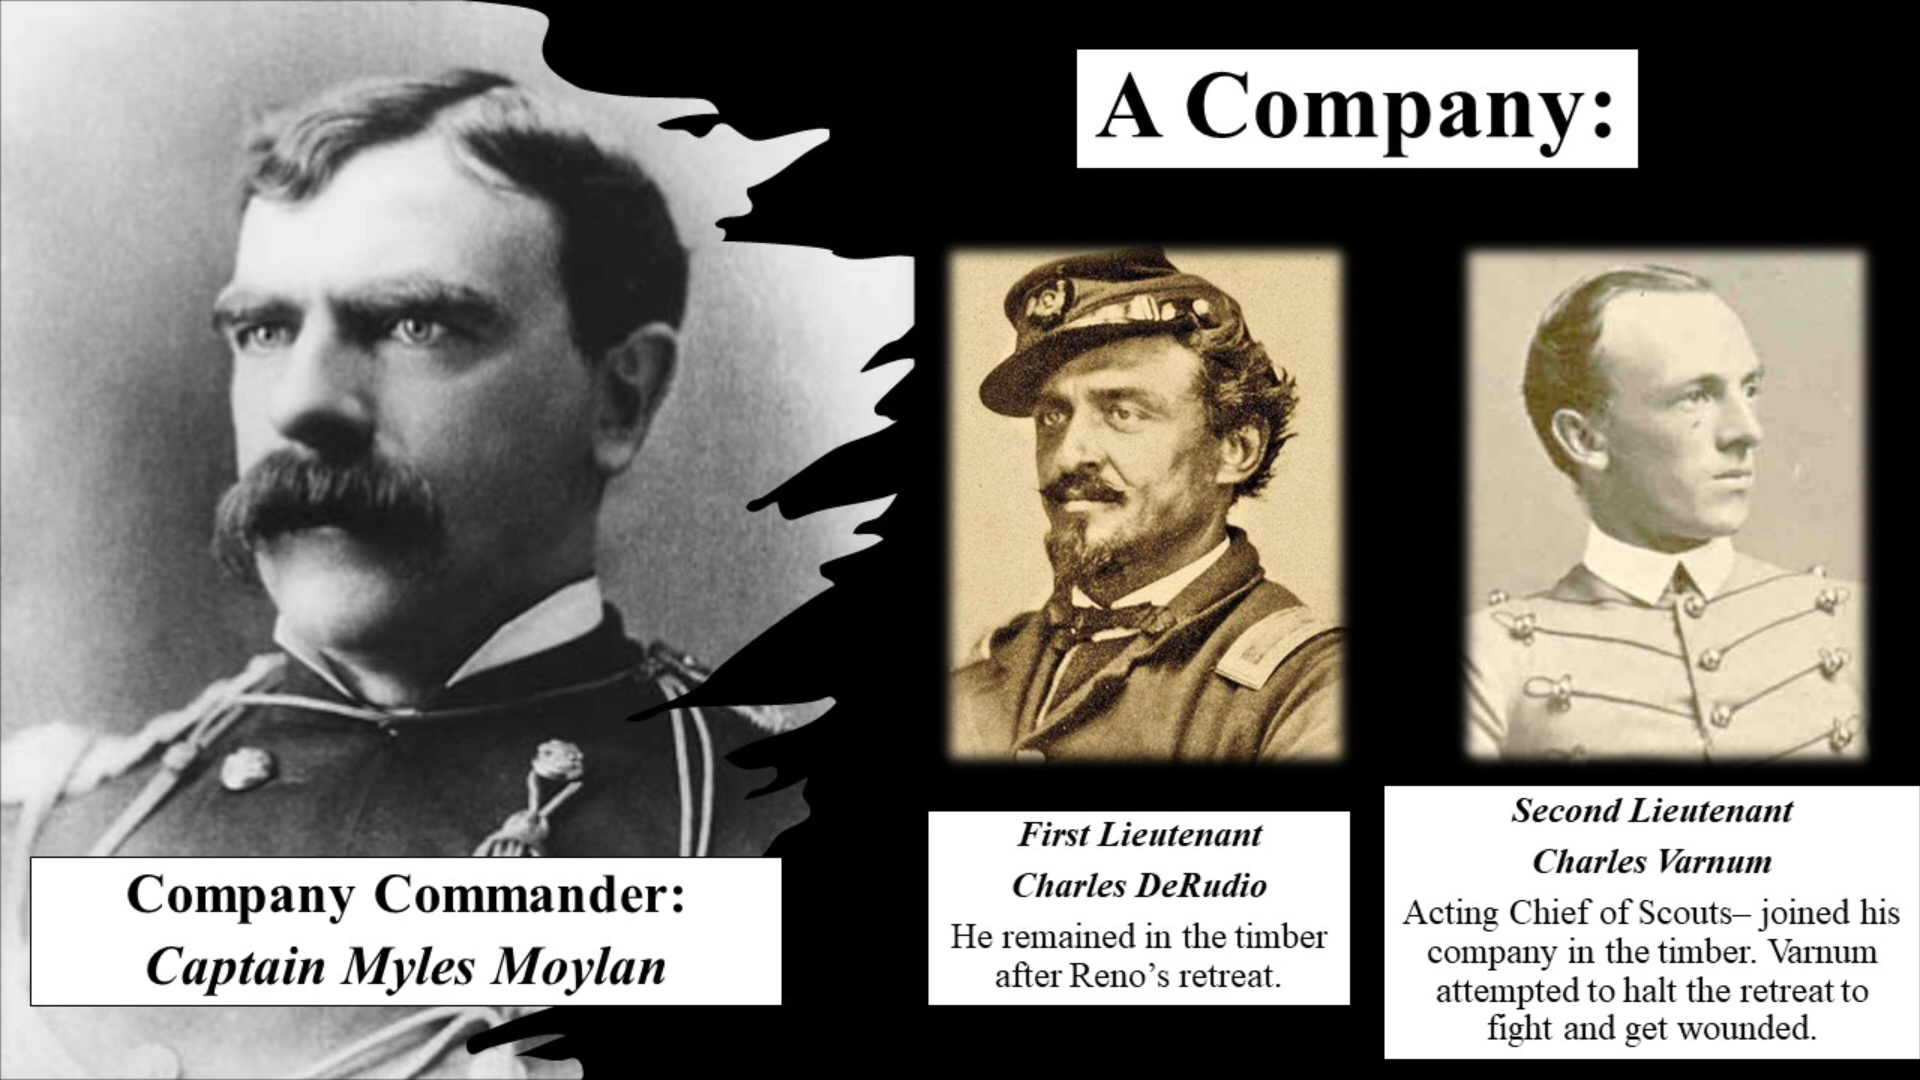 A Company:
Company Commander:
Captain Myles Moylan
First Lieutenant
Charles DeRudio
He remained in the timber
after Reno’s retreat.
Second Lieutenant
Charles Varnum
Acting Chief of Scouts– joined his
company in the timber. Varnum
attempted to halt the retreat to
fight and get wounded.